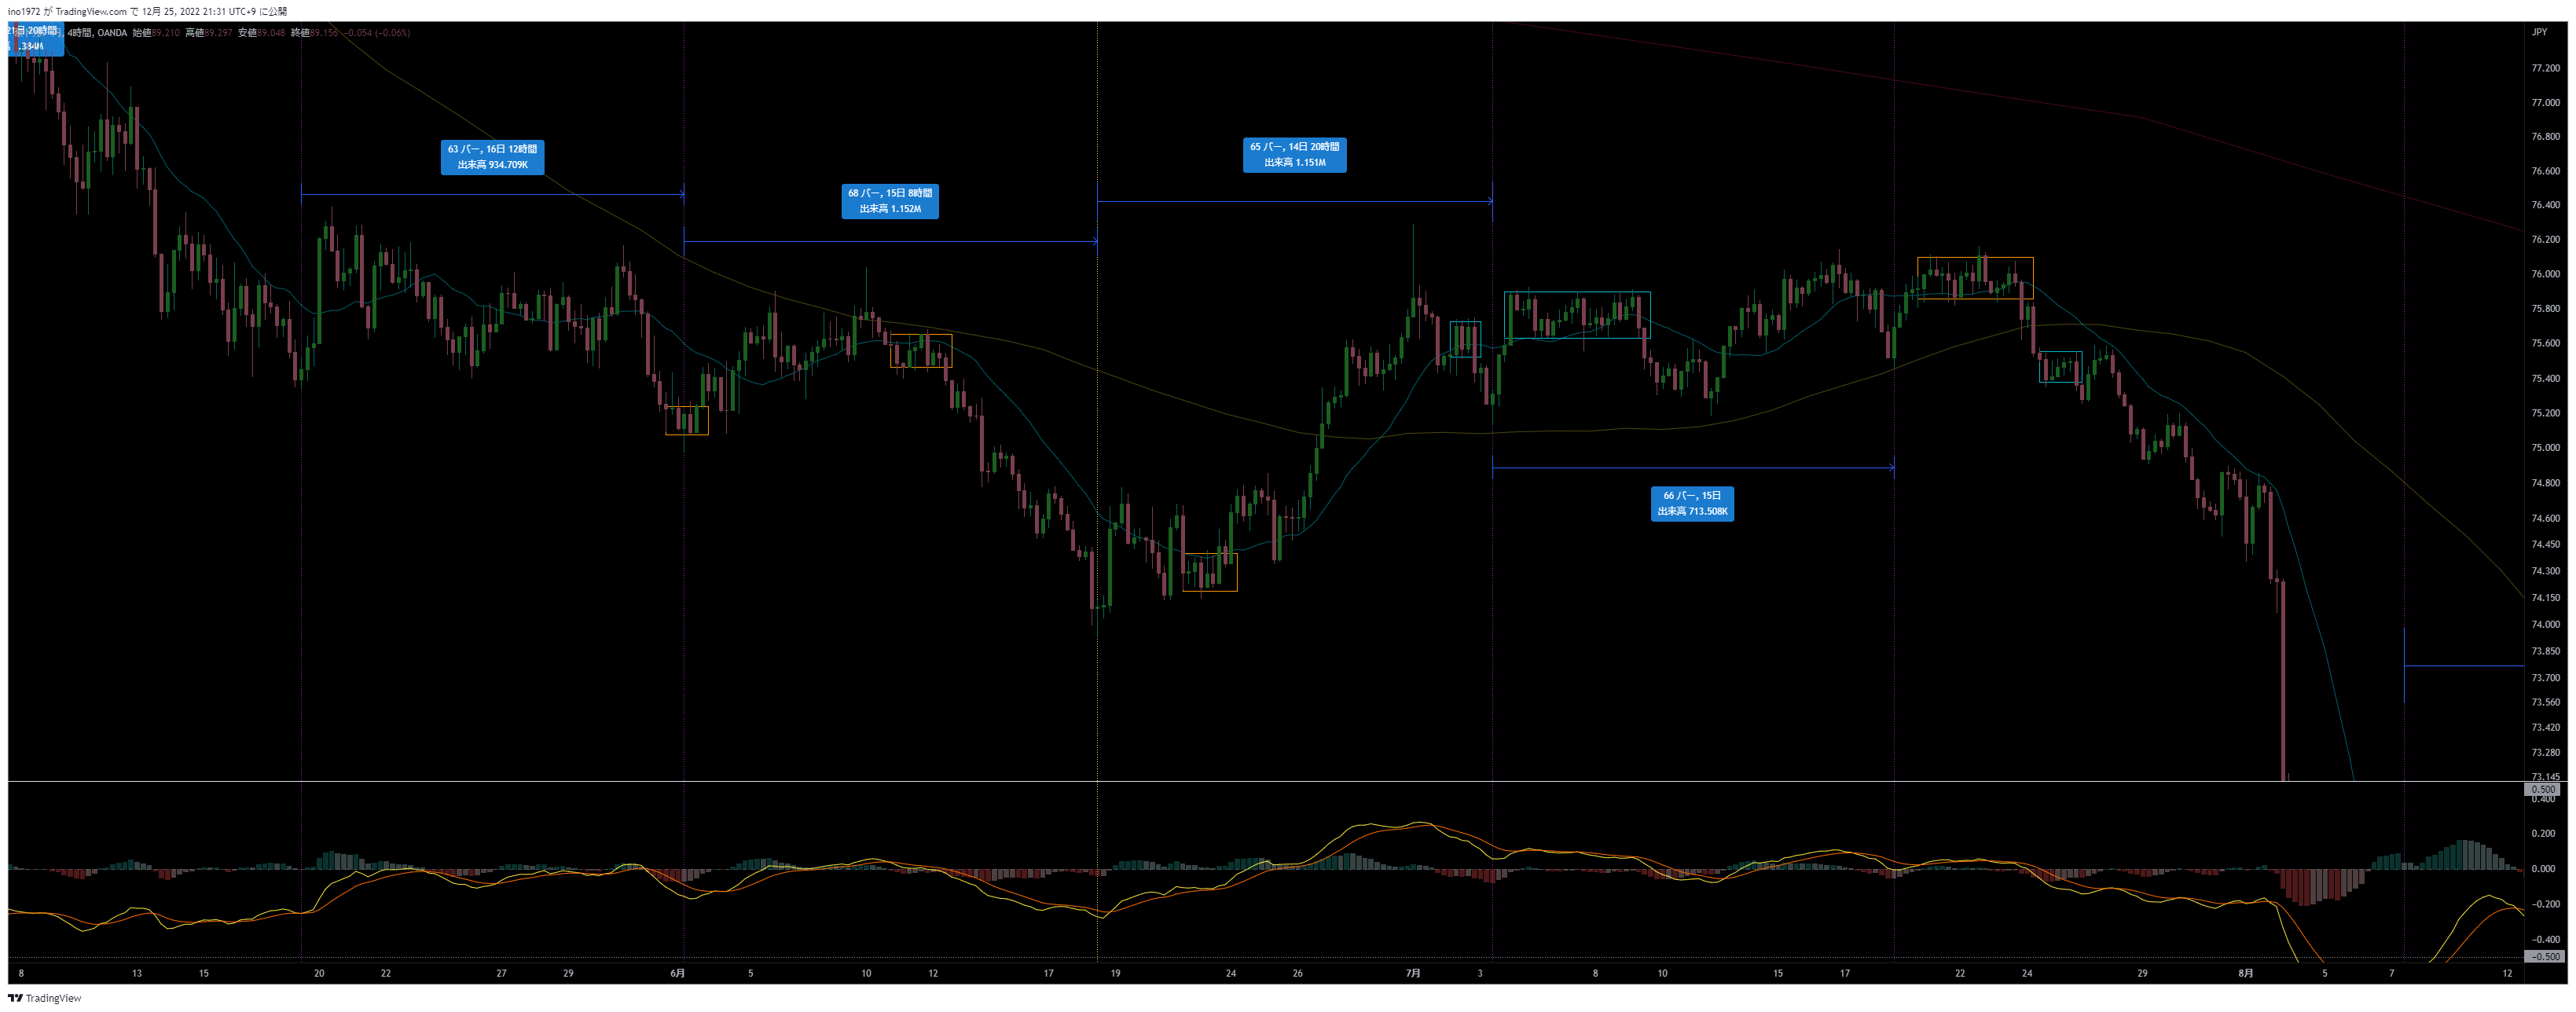 ino1972 が TradingView.com で 12月 25, 2022 21:31 UTC+9 に公開
21日 20時間
.384M
4時間, OANDA 始値89.210 高値89.297 安値89.048 終値89.156 −0.054 (−0.06%)
JPY
77.200
77.000
76.800
76.600
76.400
76.200
76.000
75.800
75.600
75.400
75.200
75.000
74.800
74.600
74.450
74.300
74.150
74.000
73.850
73.700
73.560
73.420
73.280
73.145
63 バー, 16日 12時間
出来高 934.709K
68 バー, 15日 8時間
出来高 1.152M
65 バー, 14日 20時間
出来高 1.151M
66 バー, 15日
出来高 713.508K
0.500
0.400
0.200
0.000
−0.200
−0.400
−0.500
8 13 15 20 22 27 29 6月 5 10 12 17 19 24 26 7月 3 8 10 15 17 22 24 29 8月 5 7 12
TradingView